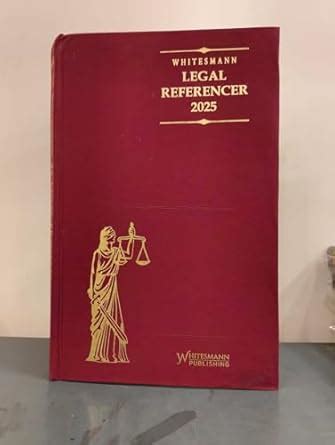 WHITESMANN
LEGAL
REFERENCER
2025
WHITESMANN
PUBLISHING